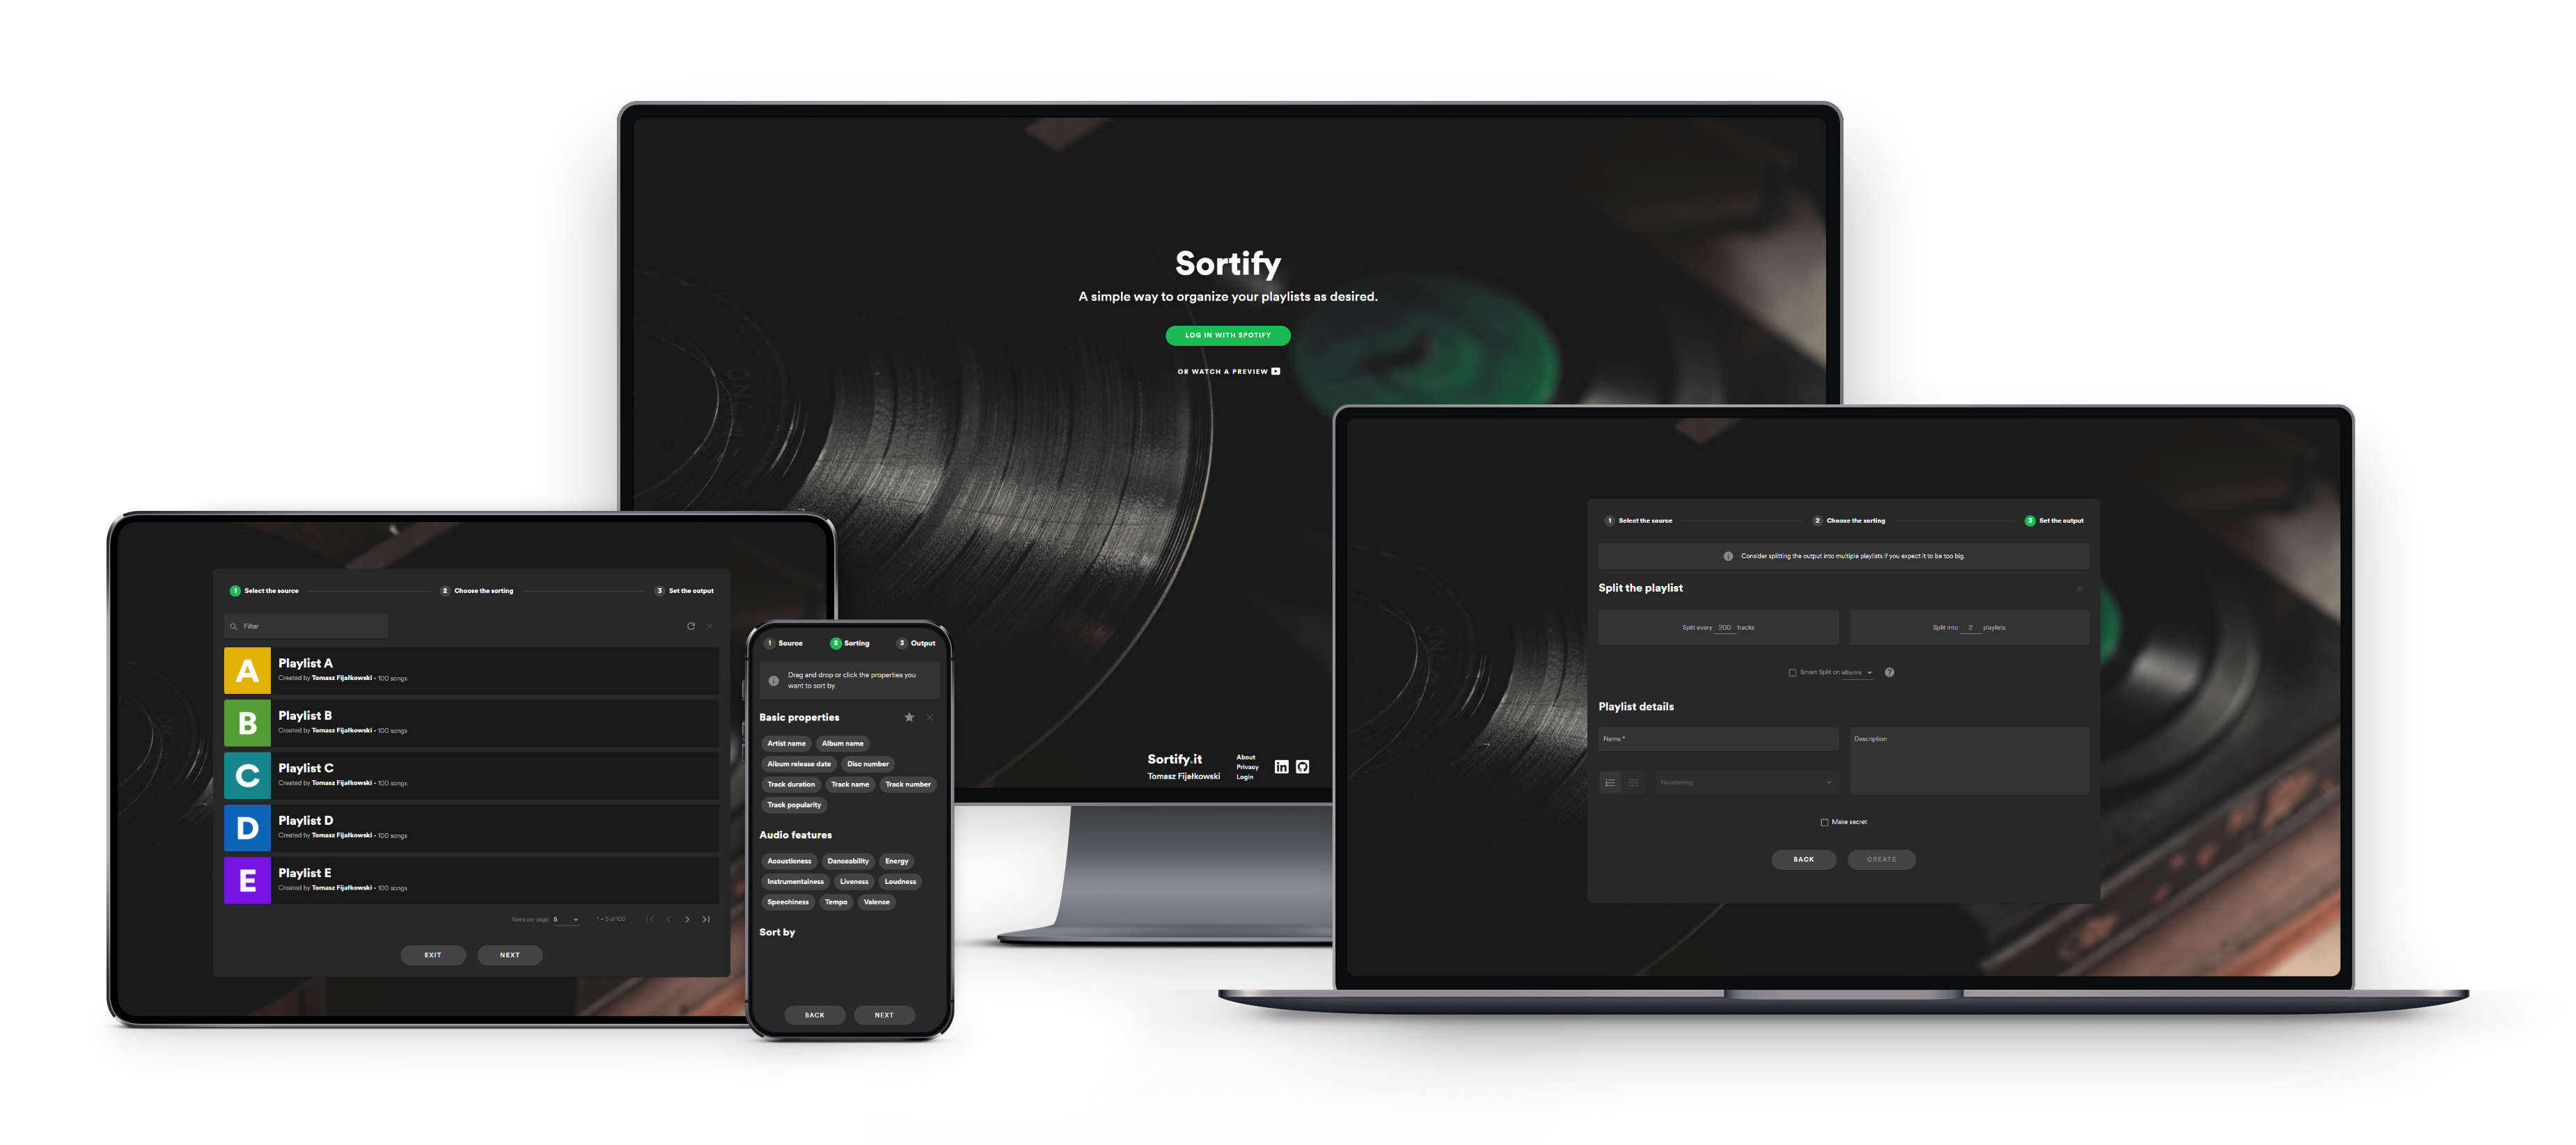 Sortify
A simple way to organize your playlists as desired.
LOG IN WITH SPOTIFY
OR WATCH A PREVIEW
Sortify.it
Tomasz Fijałkowski
About
Privacy
Login
1 Select the source
2 Choose the sorting
3 Set the output
Filter
A
Playlist A
Created by Tomasz Fijałkowski • 100 songs
B
Playlist B
Created by Tomasz Fijałkowski • 100 songs
C
Playlist C
Created by Tomasz Fijałkowski • 100 songs
D
Playlist D
Created by Tomasz Fijałkowski • 100 songs
E
Playlist E
Created by Tomasz Fijałkowski • 100 songs
Items per page: 5
1 – 5 of 100
EXIT
NEXT
1 Source
2 Sorting
3 Output
Drag and drop or click the properties you
want to sort by.
Basic properties
Artist name
Album name
Album release date
Disc number
Track duration
Track name
Track number
Track popularity
Audio features
Acousticness
Danceability
Energy
Instrumentalness
Liveness
Loudness
Speechiness
Tempo
Valence
Sort by
BACK
NEXT
1 Select the source
2 Choose the sorting
3 Set the output
Consider splitting the output into multiple playlists if you expect it to be too big.
Split the playlist
Split every 200 tracks
Split into 2 playlists
Smart Split on albums
Playlist details
Name *
Description
Numbering
Make secret
BACK
CREATE